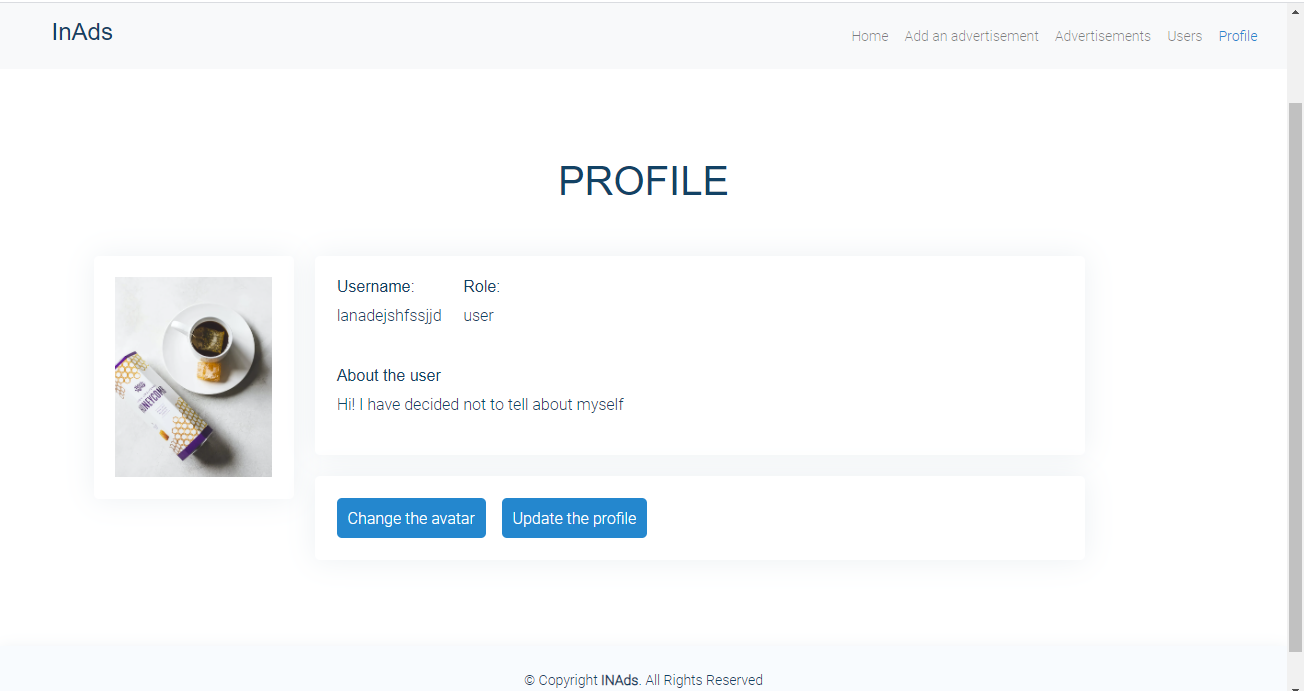 InAds
Home Add an advertisement Advertisements Users Profile
PROFILE
Username: Role:
lanadejshfssjjd user
About the user
Hi! I have decided not to tell about myself
HONEYCOMB
Change the avatar Update the profile
© Copyright INAds. All Rights Reserved